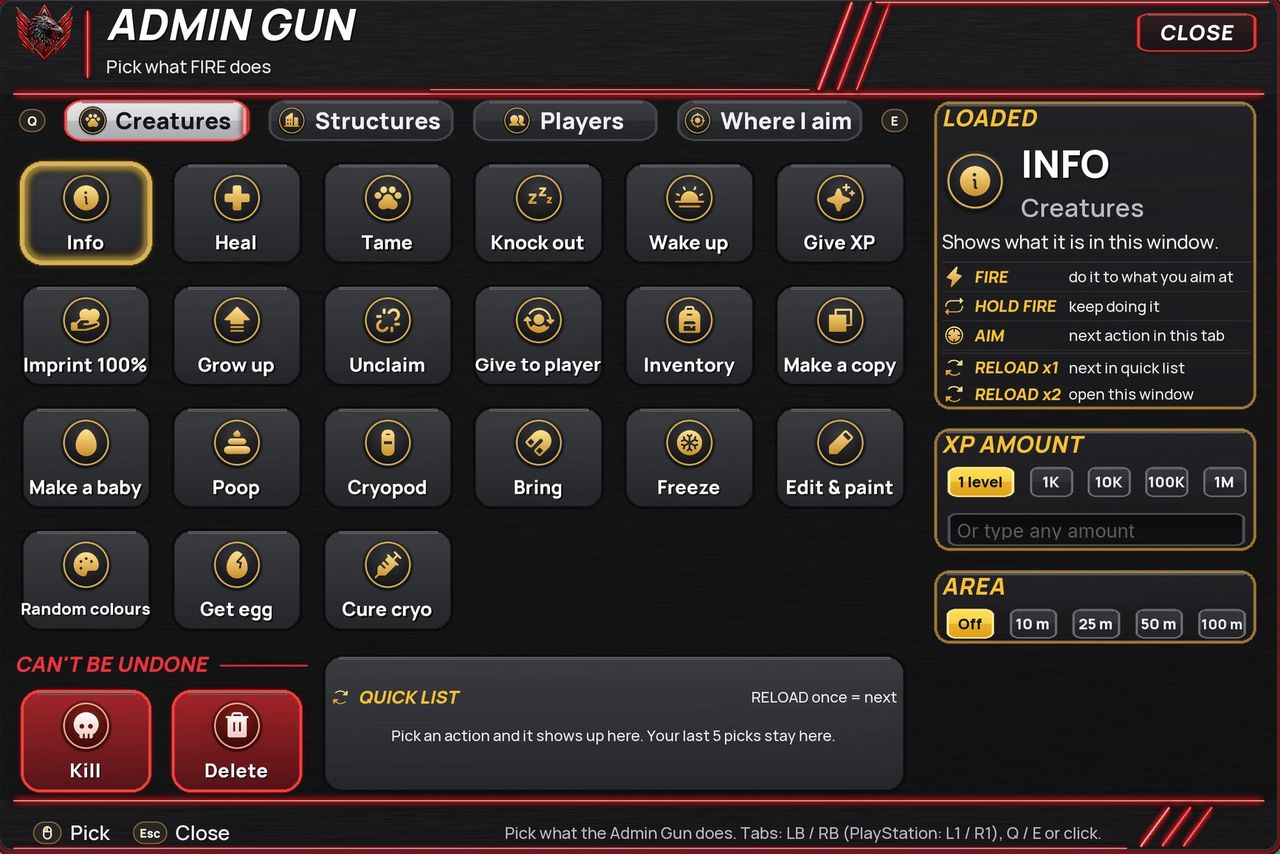 ADMIN GUN
Pick what FIRE does
CLOSE
Q
Creatures
Structures
Players
Where I aim
E
Info
Heal
Tame
Knock out
Wake up
Give XP
Imprint 100%
Grow up
Unclaim
Give to player
Inventory
Make a copy
Make a baby
Poop
Cryopod
Bring
Freeze
Edit & paint
Random colours
Get egg
Cure cryo
CAN'T BE UNDONE
Kill
Delete
QUICK LIST
RELOAD once = next
Pick an action and it shows up here. Your last 5 picks stay here.
LOADED
INFO
Creatures
Shows what it is in this window.
FIRE do it to what you aim at
HOLD FIRE keep doing it
AIM next action in this tab
RELOAD x1 next in quick list
RELOAD x2 open this window
XP AMOUNT
1 level 1K 10K 100K 1M
Or type any amount
AREA
Off 10 m 25 m 50 m 100 m
Pick
Esc Close
Pick what the Admin Gun does. Tabs: LB / RB (PlayStation: L1 / R1), Q / E or click.